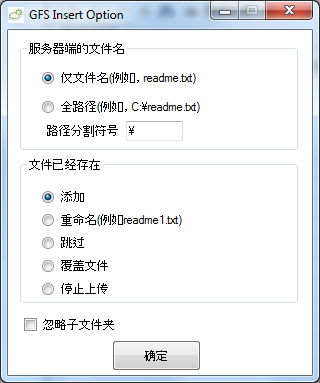 GFS Insert Option
服务器端的文件名
仅文件名(例如, readme.txt)
全路径(例如, C:¥readme.txt)
路径分割符号 ¥
文件已经存在
添加
重命名(例如readme1.txt)
跳过
覆盖文件
停止上传
忽略子文件夹
确定